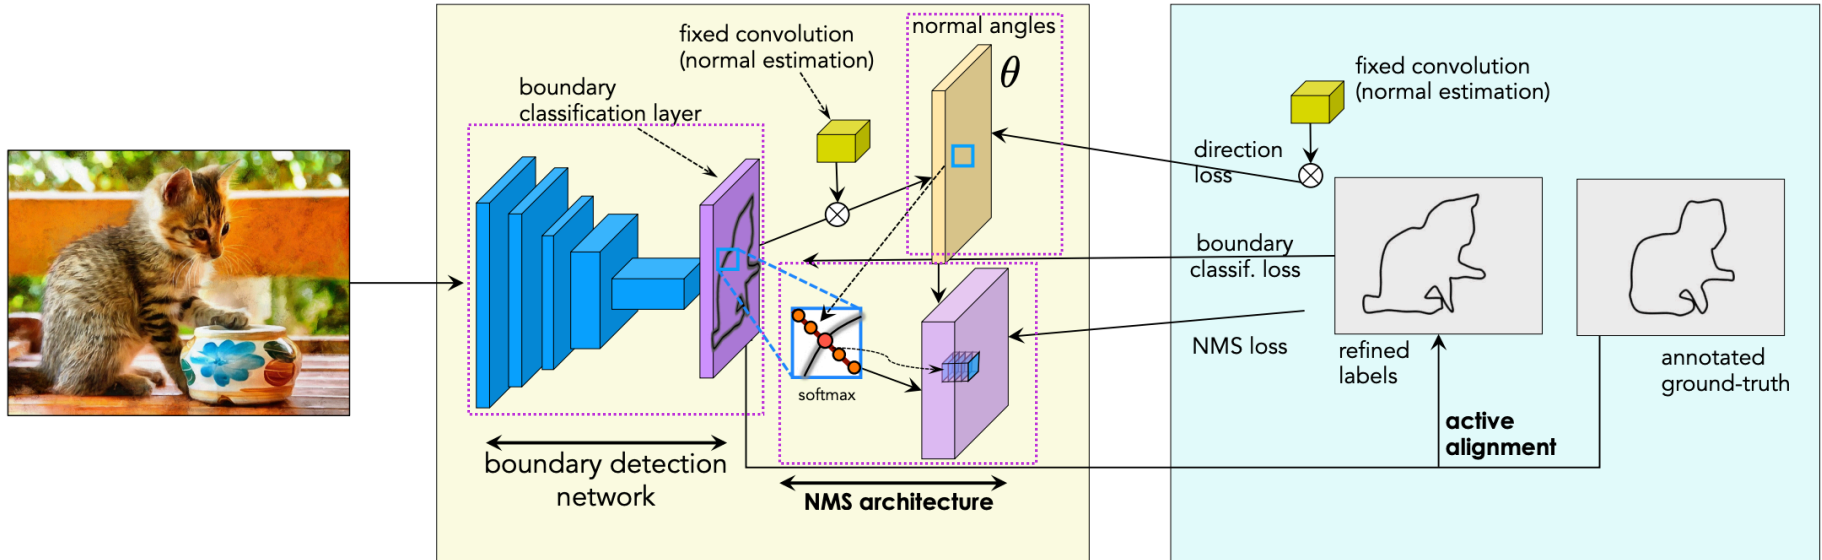 fixed convolution
(normal estimation)
normal angles
θ
boundary
classification layer
softmax
boundary detection
network
NMS architecture
fixed convolution
(normal estimation)
direction
loss
boundary
classif. loss
NMS loss
refined
labels
annotated
ground-truth
active
alignment